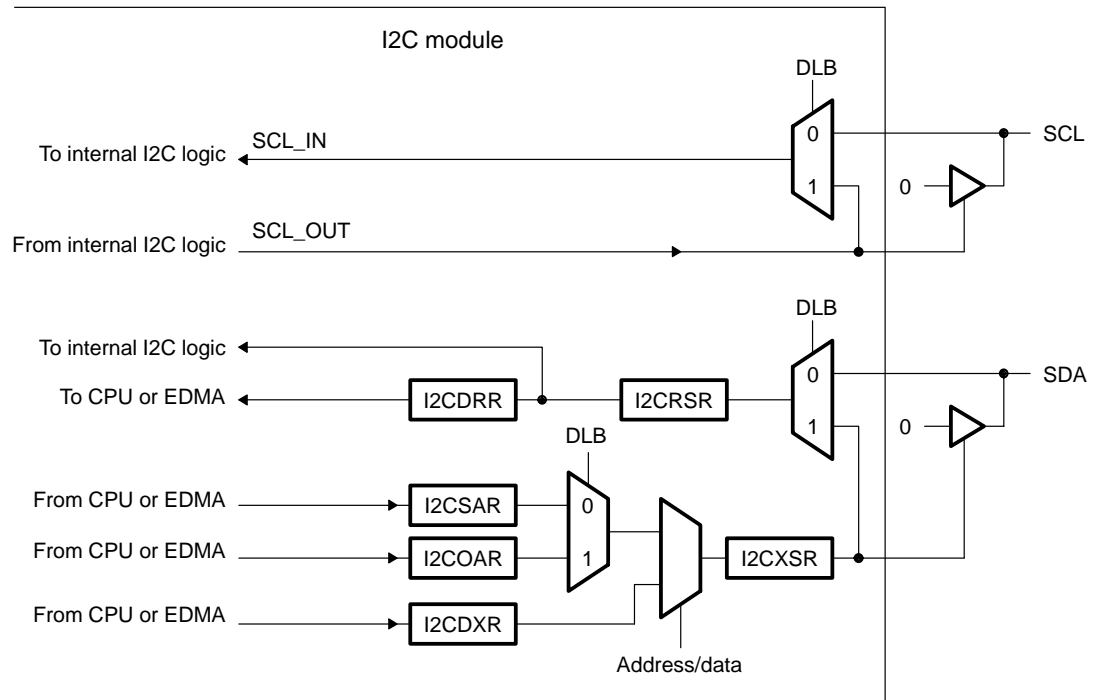 I2C module
DLB
0
SCL
To internal I2C logic
SCL_IN
1
0
From internal I2C logic
SCL_OUT
DLB
To internal I2C logic
0
SDA
To CPU or EDMA
I2CDRR
I2CRSR
1
0
DLB
From CPU or EDMA
I2CSAR
0
From CPU or EDMA
I2COAR
1
I2CXSR
From CPU or EDMA
I2CDXR
Address/data